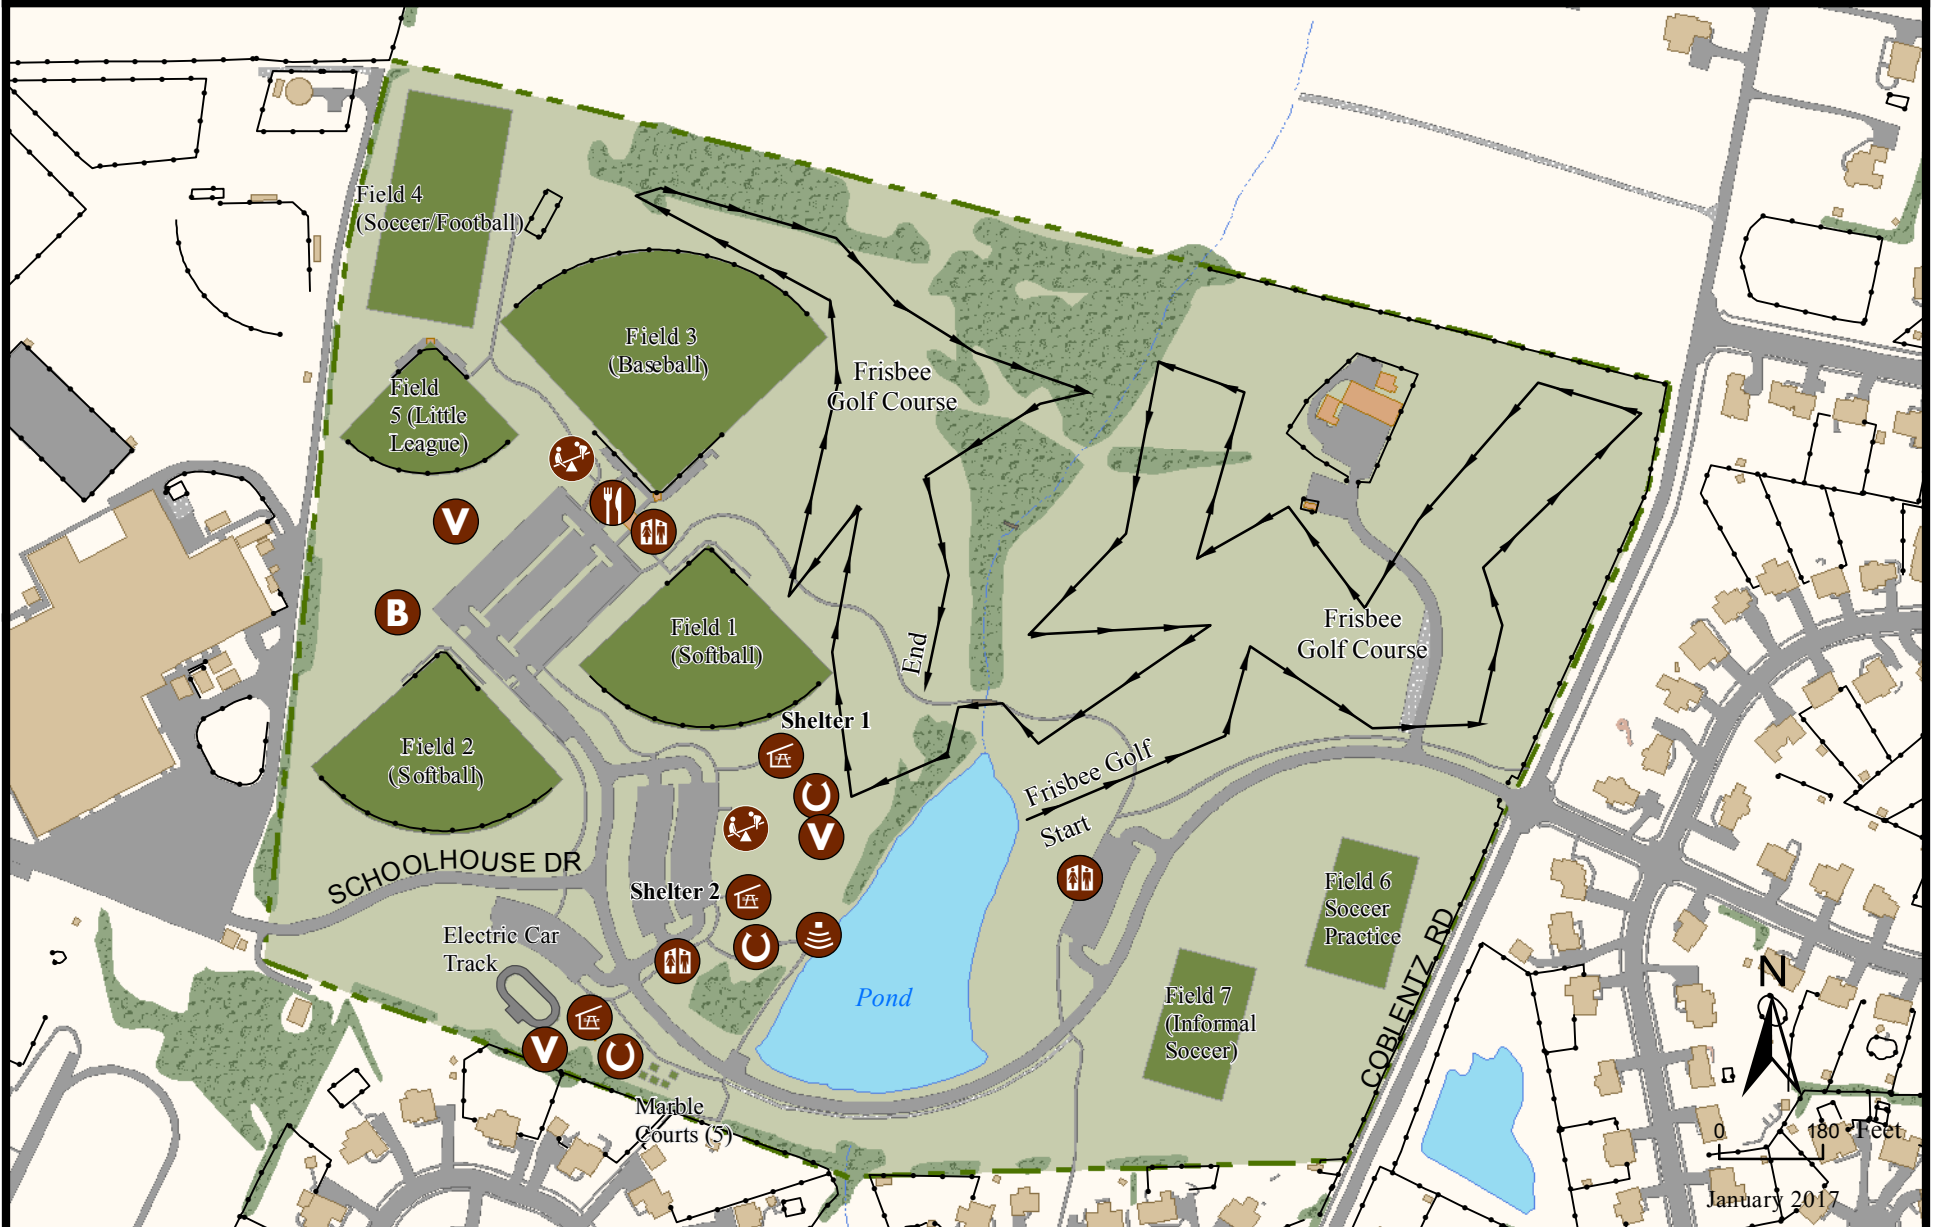 Field 4
(Soccer/Football)
Field 3
(Baseball)
Frisbee
Golf Course
Field
5 (Little
League)
V
B
Field 1
(Softball)
End
Frisbee
Golf Course
Shelter 1
Field 2
(Softball)
Frisbee Golf
Start
V
SCHOOLHOUSE DR
Shelter 2
Field 6
Soccer
Practice
Electric Car
Track
COBLENTZ RD
N
Pond
Field 7
(Informal
Soccer)
V
Marble
Courts (5)
0 180 Feet
January 2017